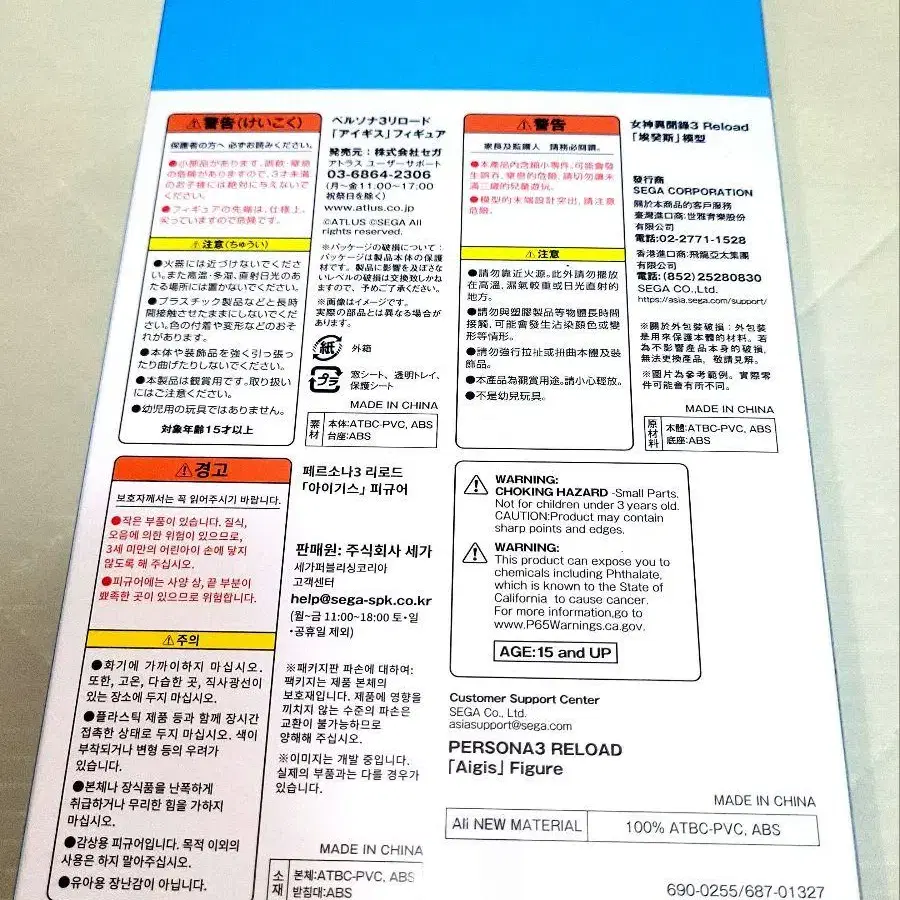 ⚠警告(けいこく)
保護者の方へ 必ずお読みください。
●小部品があります。誤飲・窒息
の危機がありますので、3才未満
のお子様には絶対に与えないで
ください。
●フィギュアの先端は、仕様上、
尖っていますので危険です。
⚠注意(ちゅうい)
●火器には近づけないでくださ
い。また高温・多湿、直射日光のあ
たる場所には置かないでください。
●プラスチック製品などと長時
間接触させたままにしないでくだ
さい。色の付着や変形などのおそ
れがあります。
●本体や装飾品を強く引っ張っ
たり曲げたりしないでください。
●本製品は観賞用です。取り扱い
にはご注意ください。
●幼児用の玩具ではありません。
対象年齢15才以上
ペルソナ3リロード
「アイギス」フィギュア
発売元:株式会社セガ
アトラス ユーザーサポート
03-6864-2306
(月~金 11:00~17:00
祝祭日を除く)
www.atlus.co.jp
©ATLUS ©SEGA All
rights reserved.
※パッケージの破損について:
パッケージは製品本体の保護
材です。製品に影響を及ぼさな
いレベルの破損は交換致しかね
ますので、予めご了承ください。
※画像はイメージです。
実際の部品とは異なる場合が
あります。
紙 外箱
プラ 窓シート、透明トレイ、
保護シート
MADE IN CHINA
素材 本体:ATBC-PVC, ABS
台座:ABS
⚠警告
家長及監護人 請務必閱讀。
●本產品內含細小零件,可能會發
生誤吞、窒息的危險,請切勿讓未
滿三歲的兒童遊玩。
●模型的末端設計突出,請注意
危險。
⚠注意
●請勿靠近火源。此外請勿擺放
在高溫、濕氣較重或日光直射的
地方。
●請勿與塑膠製品等物體長時間
接觸,可能會發生沾染顏色或變
形等情形。
●請勿強行拉扯或扭曲本體及裝
飾品。
●本產品為觀賞用途。請小心輕放。
●不是幼兒玩具。
女神異聞錄3 Reload
「埃癸斯」模型
發行商
SEGA CORPORATION
關於本商品的客戶服務
臺灣進口商:世雅育樂股份
有限公司
電話:02-2771-1528
香港進口商:飛龍亞太集團
有限公司
電話:(852)25280830
SEGA CO.,Ltd.
https://asia.sega.com/support/
※關於外包裝破損:外包裝
是用來保護本體的材料。若
為不影響產品本身的破損,
無法更換產品,敬請見解。
※圖片為參考範例。實際零
件可能會有所不同。
MADE IN CHINA
原材料 本體:ATBC-PVC, ABS
底座:ABS
⚠경고
보호자께서는 꼭 읽어주시기 바랍니다.
●작은 부품이 있습니다. 질식,
오음에 의한 위험이 있으므로,
3세 미만의 어린아이 손에 닿지
않도록 해 주십시오.
●피규어에는 사양 상, 끝 부분이
뾰족한 곳이 있으므로 위험합니다.
⚠주의
●화기에 가까이하지 마십시오.
또한, 고온, 다습한 곳, 직사광선이
있는 장소에 두지 마십시오.
●플라스틱 제품 등과 함께 장시간
접촉한 상태로 두지 마십시오. 색이
부착되거나 변형 등의 우려가
있습니다.
●본체나 장식품을 난폭하게
취급하거나 무리한 힘을 가하지
마십시오.
●감상용 피규어입니다. 목적 이외의
사용은 하지 말아주십시오.
●유아용 장난감이 아닙니다.
페르소나3 리로드
「아이기스」 피규어
판매원: 주식회사 세가
세가퍼블리싱코리아
고객센터
help@sega-spk.co.kr
(월~금 11:00~18:00 토·일
·공휴일 제외)
※패키지판 파손에 대하여:
패키지는 제품 본체의
보호재입니다. 제품에 영향을
끼치지 않는 수준의 파손은
교환이 불가능하므로
양해해 주십시오.
※이미지는 개발 중입니다.
실제의 부품과는 다를 경우가
있습니다.
MADE IN CHINA
소재 본체:ATBC-PVC, ABS
받침대:ABS
⚠WARNING:
CHOKING HAZARD -Small Parts.
Not for children under 3 years old.
CAUTION:Product may contain
sharp points and edges.
⚠WARNING:
This product can expose you to
chemicals including Phthalate,
which is known to the State of
California to cause cancer.
For more information,go to
www.P65Warnings.ca.gov.
AGE:15 and UP
Customer Support Center
SEGA Co., Ltd.
asiasupport@sega.com
PERSONA3 RELOAD
「Aigis」 Figure
MADE IN CHINA
All NEW MATERIAL 100% ATBC-PVC, ABS
690-0255/687-01327